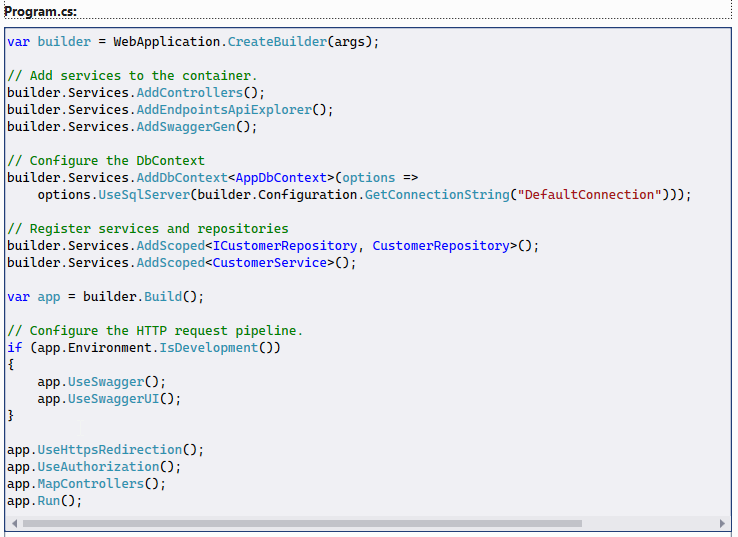 Program.cs:
var builder = WebApplication.CreateBuilder(args);
// Add services to the container.
builder.Services.AddControllers();
builder.Services.AddEndpointsApiExplorer();
builder.Services.AddSwaggerGen();
// Configure the DbContext
builder.Services.AddDbContext<AppDbContext>(options =>
    options.UseSqlServer(builder.Configuration.GetConnectionString("DefaultConnection")));
// Register services and repositories
builder.Services.AddScoped<ICustomerRepository, CustomerRepository>();
builder.Services.AddScoped<CustomerService>();
var app = builder.Build();
// Configure the HTTP request pipeline.
if (app.Environment.IsDevelopment())
{
    app.UseSwagger();
    app.UseSwaggerUI();
}
app.UseHttpsRedirection();
app.UseAuthorization();
app.MapControllers();
app.Run();